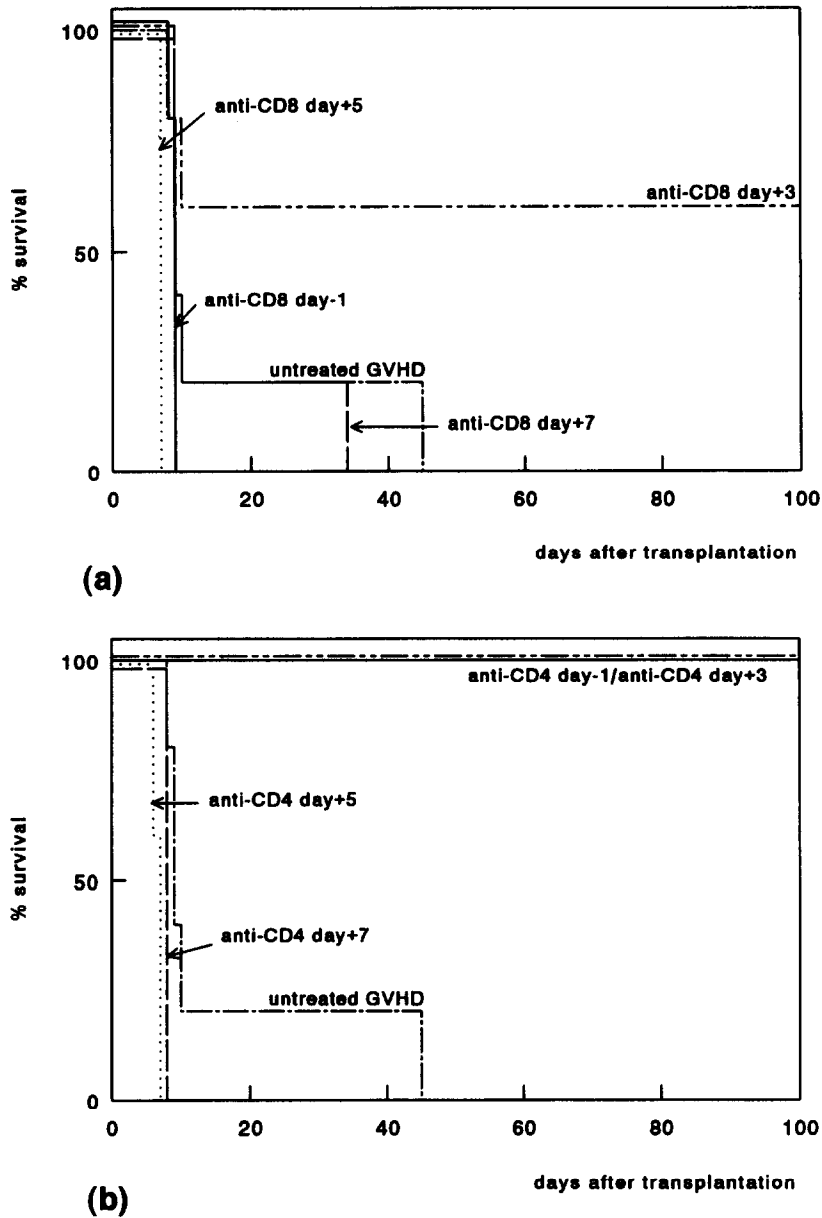 100
anti-CD8 day+5
anti-CD8 day+3
% survival
50
anti-CD8 day-1
untreated GVHD
anti-CD8 day+7
0
0 20 40 60 80 100
days after transplantation
(a)
100
anti-CD4 day-1/anti-CD4 day+3
anti-CD4 day+5
% survival
50
anti-CD4 day+7
untreated GVHD
0
0 20 40 60 80 100
days after transplantation
(b)